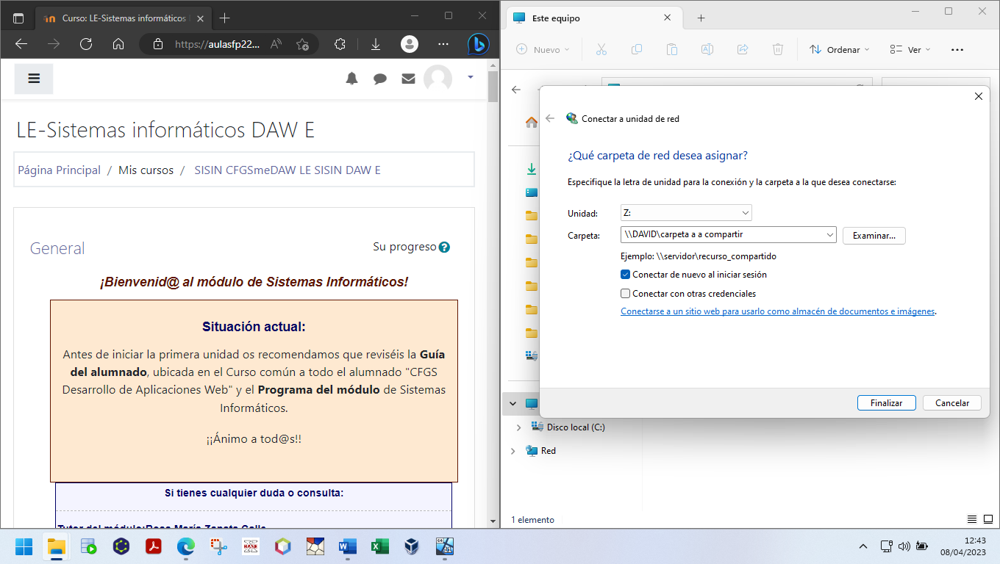 Curso: LE-Sistemas informáticos
https://aulasfp22...
LE-Sistemas informáticos DAW E
Página Principal / Mis cursos / SISIN CFGSmeDAW LE SISIN DAW E
General
Su progreso
¡Bienvenid@ al módulo de Sistemas Informáticos!
Situación actual:
Antes de iniciar la primera unidad os recomendamos que reviséis la Guía
del alumnado, ubicada en el Curso común a todo el alumnado "CFGS
Desarrollo de Aplicaciones Web" y el Programa del módulo de Sistemas
Informáticos.
¡¡Ánimo a tod@s!!
Si tienes cualquier duda o consulta:
Tutor del módulo:Rosa María Zapata Calle
Este equipo
Nuevo
Ordenar
Ver
Conectar a unidad de red
¿Qué carpeta de red desea asignar?
Especifique la letra de unidad para la conexión y la carpeta a la que desea conectarse:
Unidad: Z:
Carpeta: \\DAVID\carpeta a a compartir
Examinar...
Ejemplo: \\servidor\recurso_compartido
Conectar de nuevo al iniciar sesión
Conectar con otras credenciales
Conectarse a un sitio web para usarlo como almacén de documentos e imágenes.
Finalizar
Cancelar
Disco local (C:)
Red
1 elemento
12:43
08/04/2023